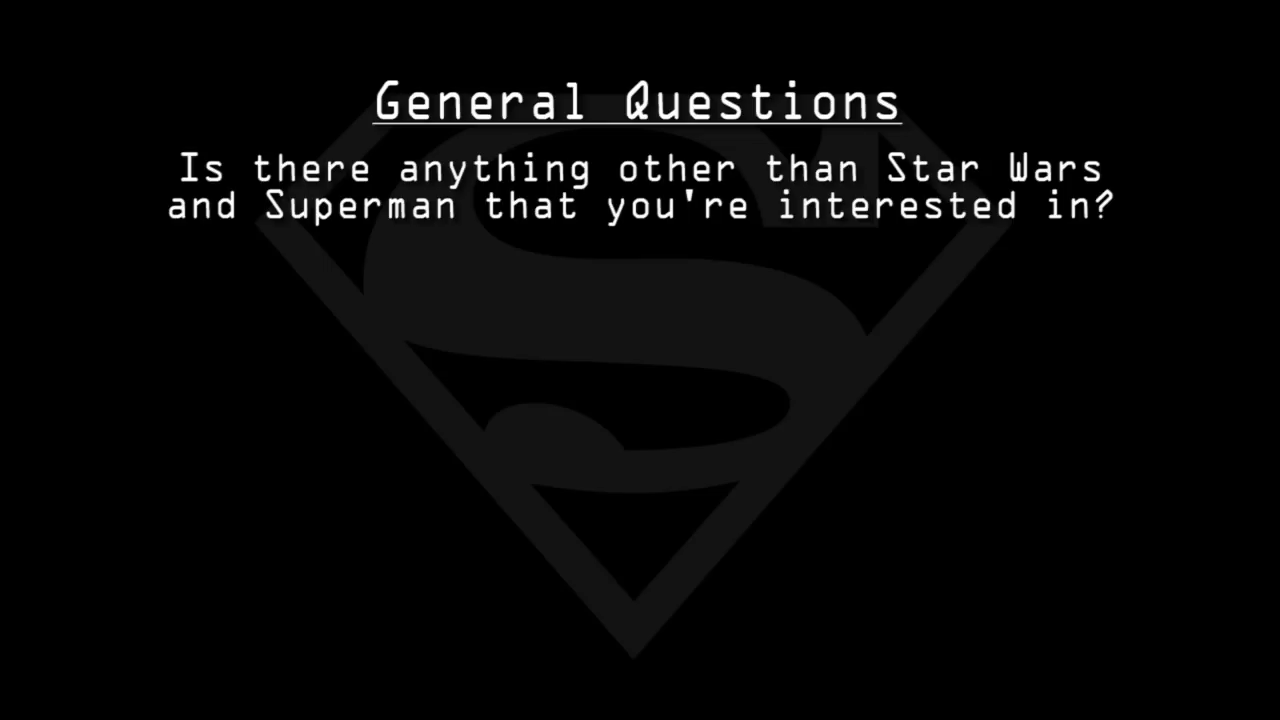 General Questions
Is there anything other than Star Wars
and Superman that you're interested in?